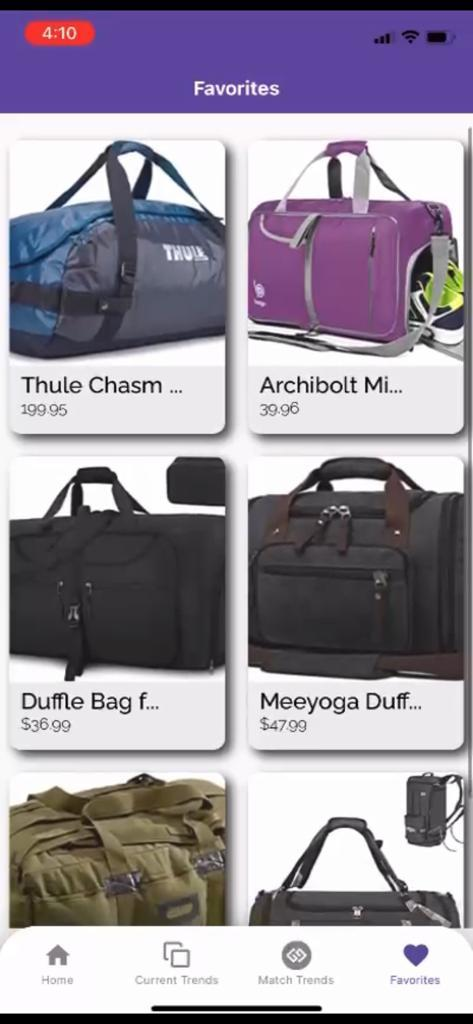 4:10
Favorites
THULE
Thule Chasm ...
199.95
Archibolt Mi...
39.96
Duffle Bag f...
$36.99
Meeyoga Duff...
$47.99
Home
Current Trends
Match Trends
Favorites